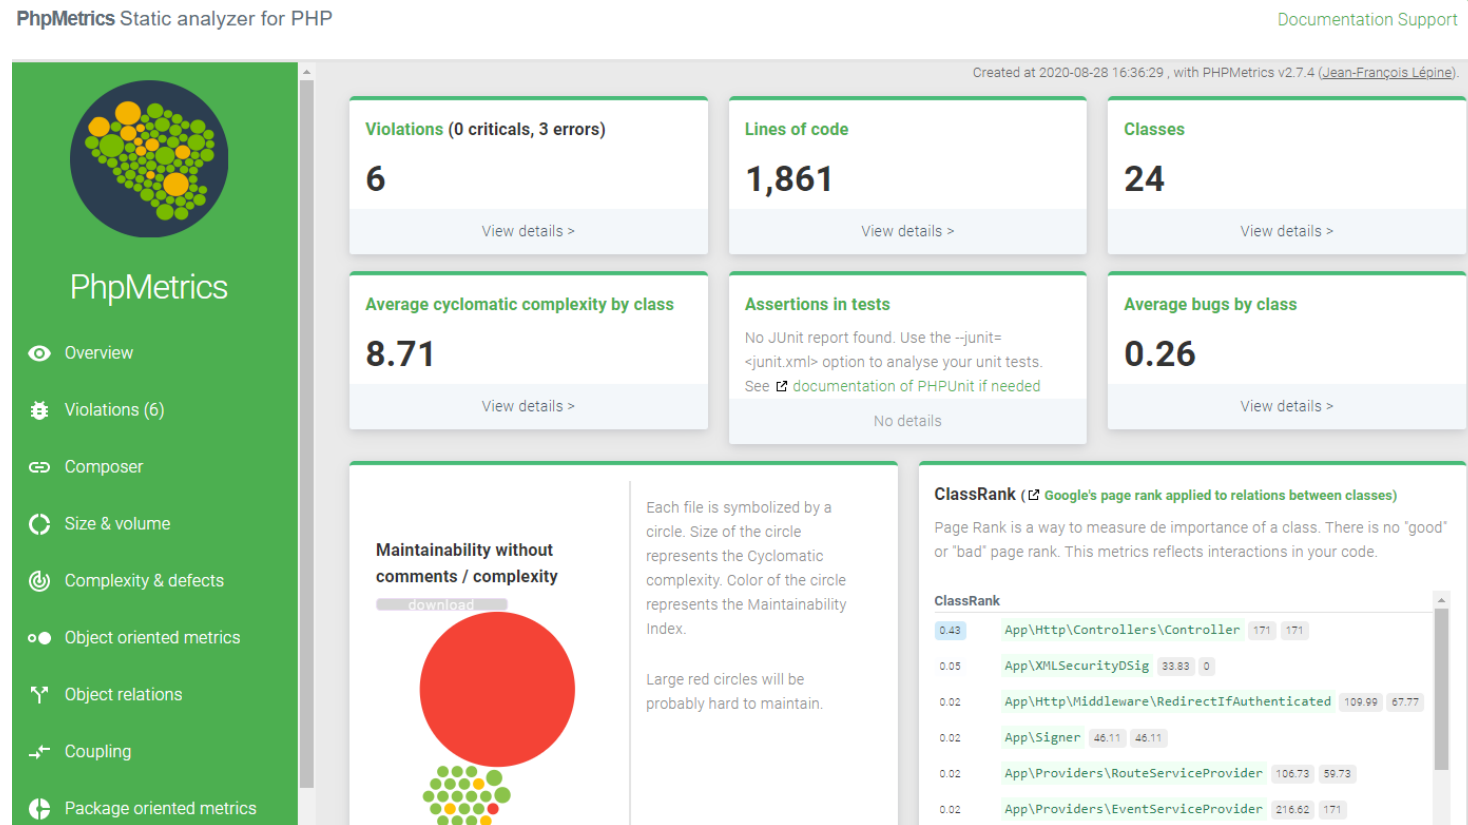 PhpMetrics Static analyzer for PHP
Documentation Support
Created at 2020-08-28 16:36:29 , with PHPMetrics v2.7.4 (Jean-François Lépine).
PhpMetrics
Overview
Violations (6)
Composer
Size & volume
Complexity & defects
Object oriented metrics
Object relations
Coupling
Package oriented metrics
Violations (0 criticals, 3 errors)
6
View details >
Lines of code
1,861
View details >
Classes
24
View details >
Average cyclomatic complexity by class
8.71
View details >
Assertions in tests
No JUnit report found. Use the --junit=
<junit.xml> option to analyse your unit tests.
See documentation of PHPUnit if needed
No details
Average bugs by class
0.26
View details >
Maintainability without
comments / complexity
download
Each file is symbolized by a
circle. Size of the circle
represents the Cyclomatic
complexity. Color of the circle
represents the Maintainability
Index.
Large red circles will be
probably hard to maintain.
ClassRank (Google's page rank applied to relations between classes)
Page Rank is a way to measure de importance of a class. There is no "good"
or "bad" page rank. This metrics reflects interactions in your code.
ClassRank
0.43 App\Http\Controllers\Controller 171 171
0.05 App\XMLSecurityDSig 33.83 0
0.02 App\Http\Middleware\RedirectIfAuthenticated 109.99 67.77
0.02 App\Signer 46.11 46.11
0.02 App\Providers\RouteServiceProvider 106.73 59.73
0.02 App\Providers\EventServiceProvider 216.62 171